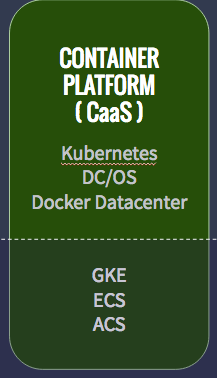 CONTAINER
PLATFORM
( CaaS )
Kubernetes
DC/OS
Docker Datacenter
GKE
ECS
ACS